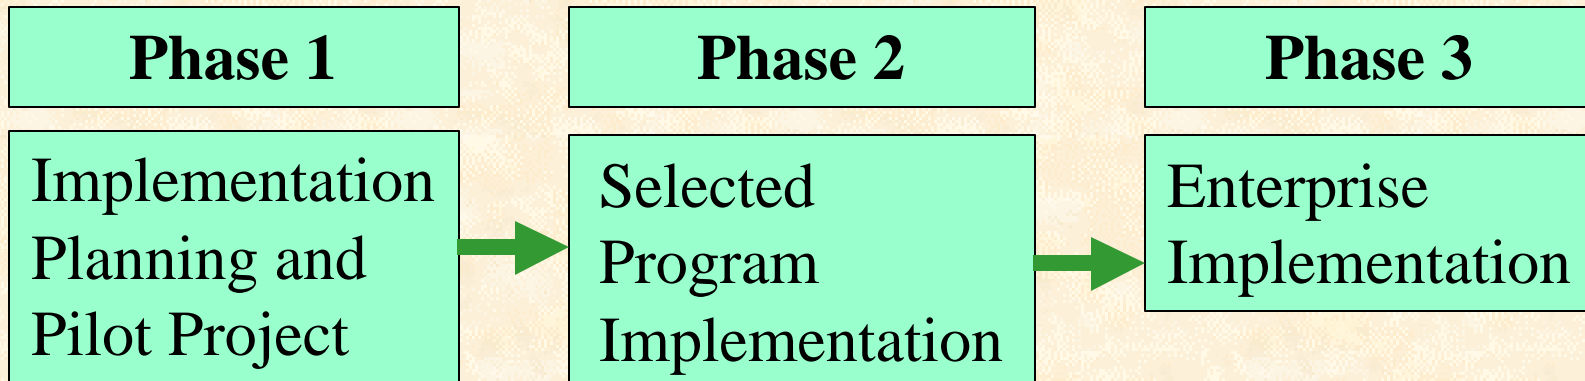 Phase 1
Implementation
Planning and
Pilot Project
Phase 2
Selected
Program
Implementation
Phase 3
Enterprise
Implementation